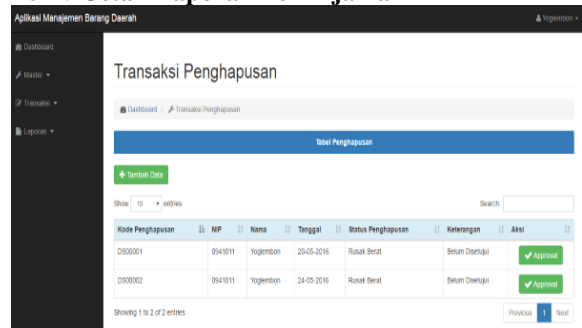 Aplikasi Manajemen Barang Daerah
Yogiembon
Dashboard
Master
Transaksi
Laporan
Transaksi Penghapusan
Dashboard / Transaksi Penghapusan
Tabel Penghapusan
Tambah Data
Show 10 entries
Search:
Kode Penghapusan NIP Nama Tanggal Status Penghapusan Keterangan Aksi
DS00001 0941011 Yogiembon 20-05-2016 Rusak Berat Belum Disetujui Approval
DS00002 0941011 Yogiembon 24-05-2016 Rusak Berat Belum Disetujui Approval
Showing 1 to 2 of 2 entries
Previous 1 Next